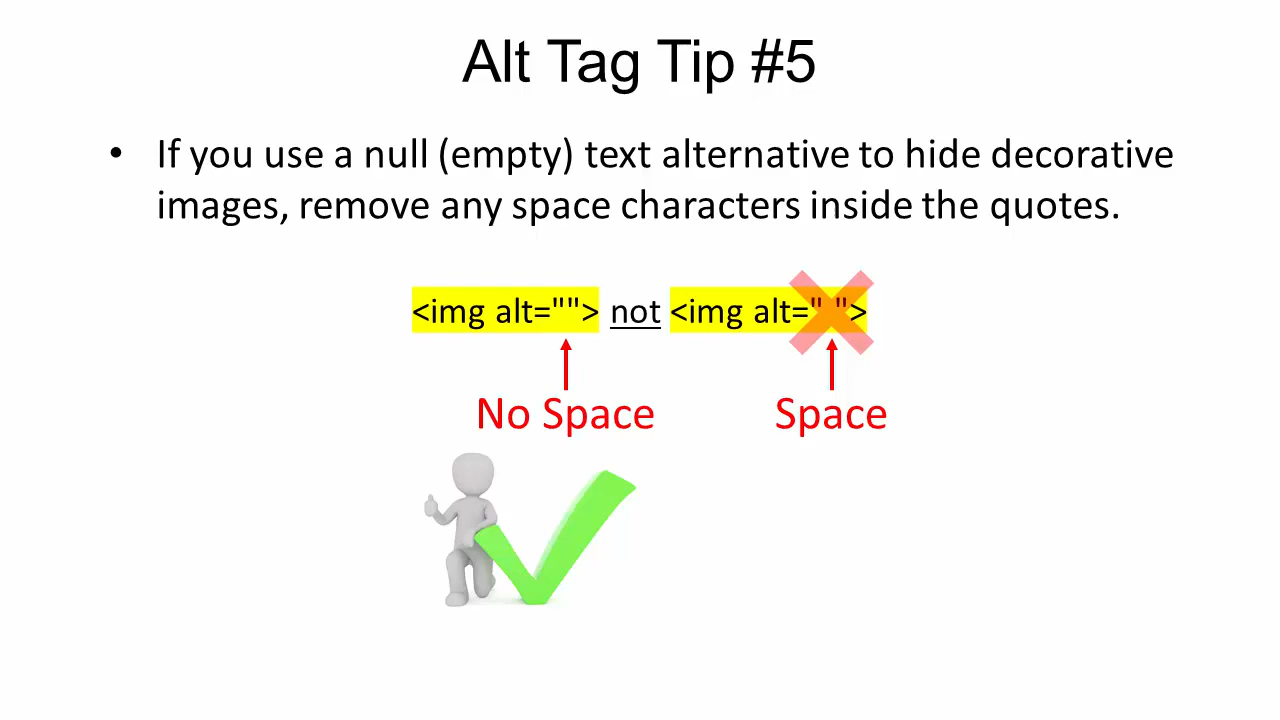 Alt Tag Tip #5
• If you use a null (empty) text alternative to hide decorative
images, remove any space characters inside the quotes.
<img alt=""> not <img alt=" ">
No Space Space